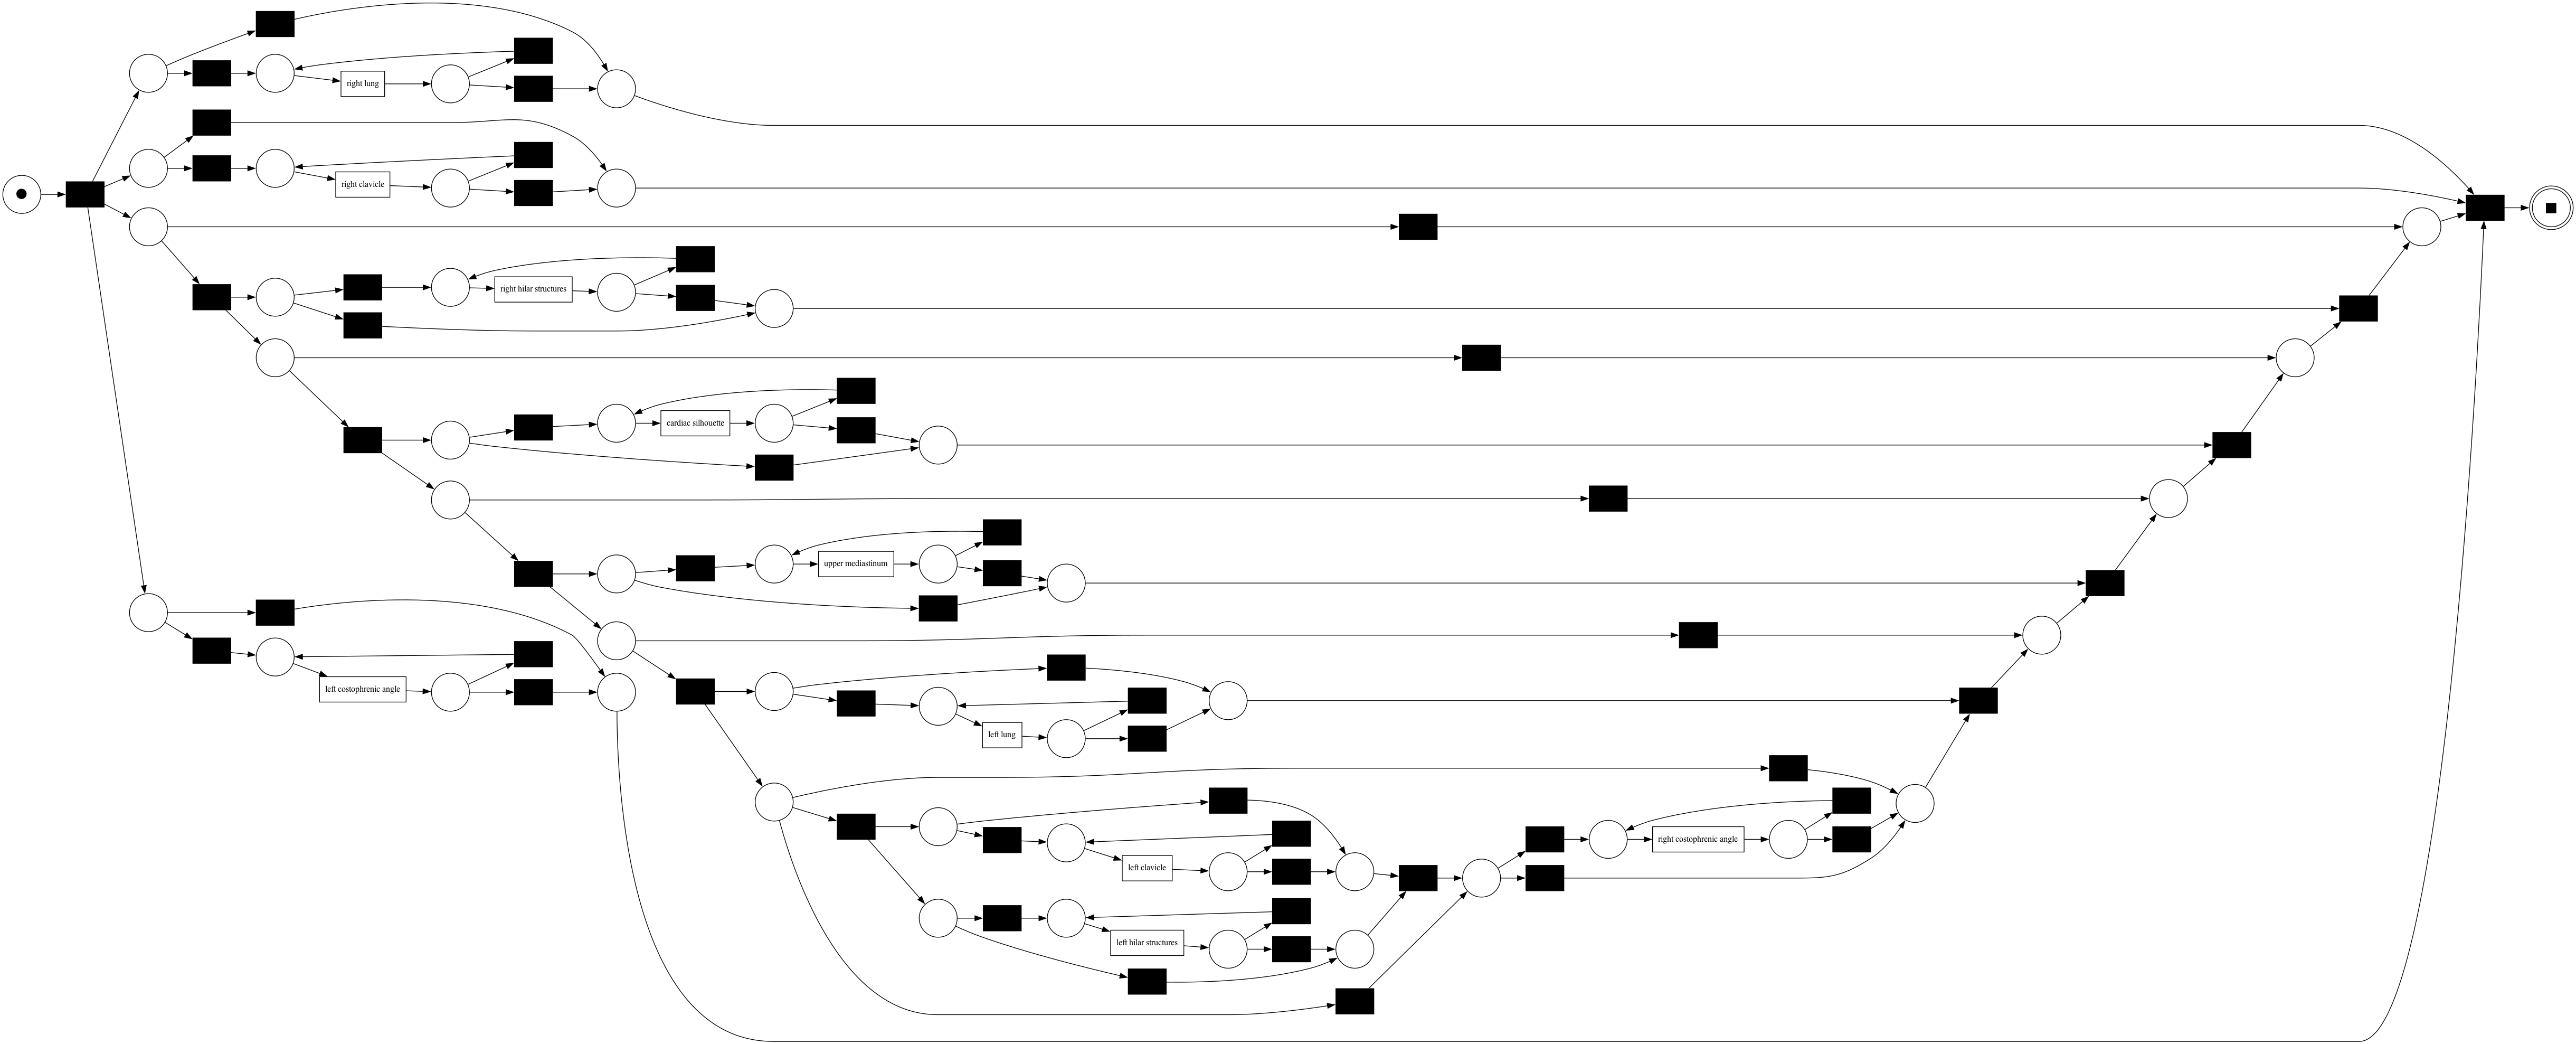 right lung
right clavicle
right hilar structures
cardiac silhouette
upper mediastinum
left costophrenic angle
left lung
right costophrenic angle
left clavicle
left hilar structures